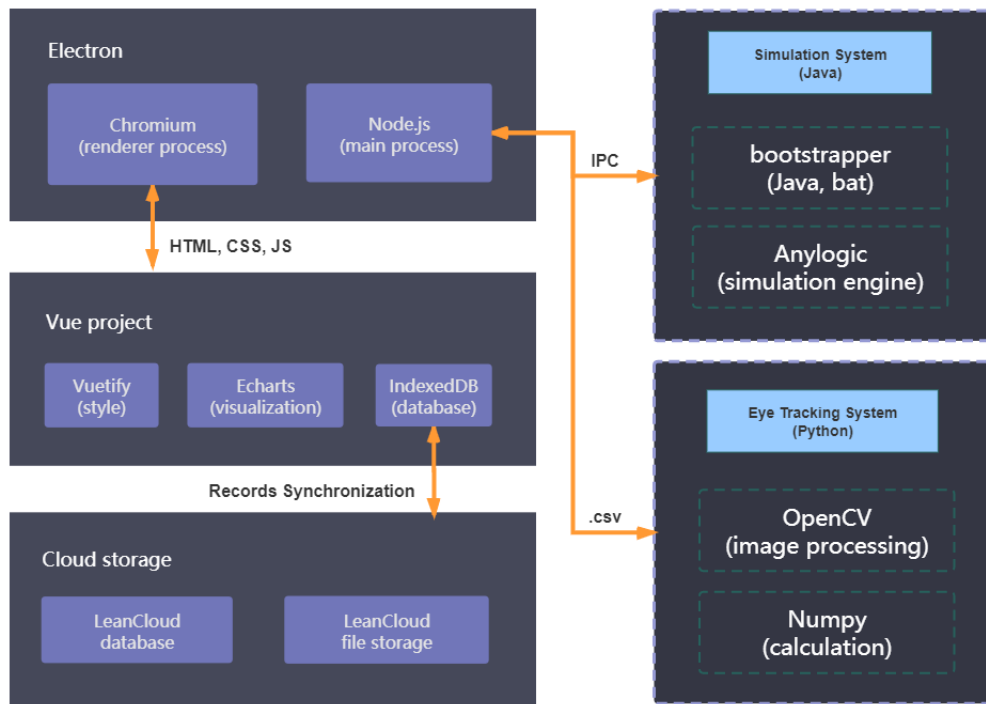 Electron
Chromium
(renderer process)
Node.js
(main process)
HTML, CSS, JS
Vue project
Vuetify
(style)
Echarts
(visualization)
IndexedDB
(database)
Records Synchronization
Cloud storage
LeanCloud
database
LeanCloud
file storage
IPC
.csv
Simulation System
(Java)
bootstrapper
(Java, bat)
Anylogic
(simulation engine)
Eye Tracking System
(Python)
OpenCV
(image processing)
Numpy
(calculation)